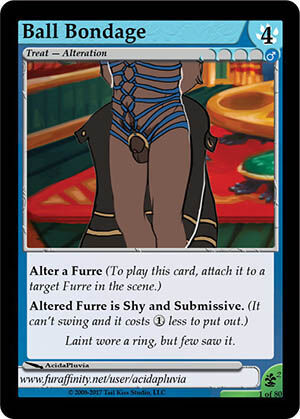 Ball Bondage
4
Treat — Alteration
♂
Alter a Furre (To play this card, attach it to a
target Furre in the scene.)
Altered Furre is Shy and Submissive. (It
can't swing and it costs ① less to put out.)
Laint wore a ring, but few saw it.
AcidaPluvia
www.furaffinity.net/user/acidapluvia
1 of 80
© 2008-2017 Tail Kiss Studio, LLC